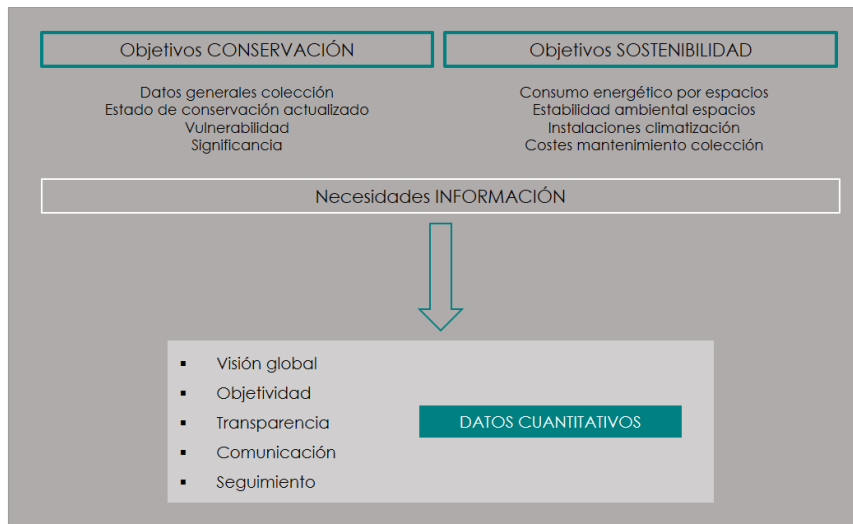 Objetivos CONSERVACIÓN
Datos generales colección
Estado de conservación actualizado
Vulnerabilidad
Significancia
Objetivos SOSTENIBILIDAD
Consumo energético por espacios
Estabilidad ambiental espacios
Instalaciones climatización
Costes mantenimiento colección
Necesidades INFORMACIÓN
▪ Visión global
▪ Objetividad
▪ Transparencia
▪ Comunicación
▪ Seguimiento
DATOS CUANTITATIVOS